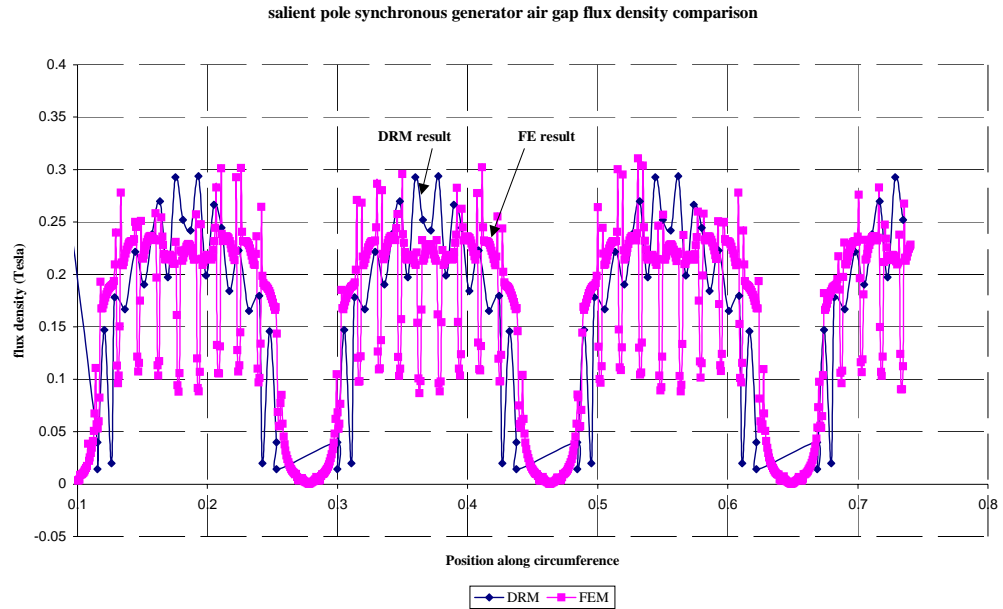 salient pole synchronous generator air gap flux density comparison
0.4
0.35
DRM result
FE result
0.3
0.25
0.2
flux density (Tesla)
0.15
0.1
0.05
0
0.1
0.2
0.3
0.4
0.5
0.6
0.7
0.8
-0.05
Position along circumference
DRM
FEM